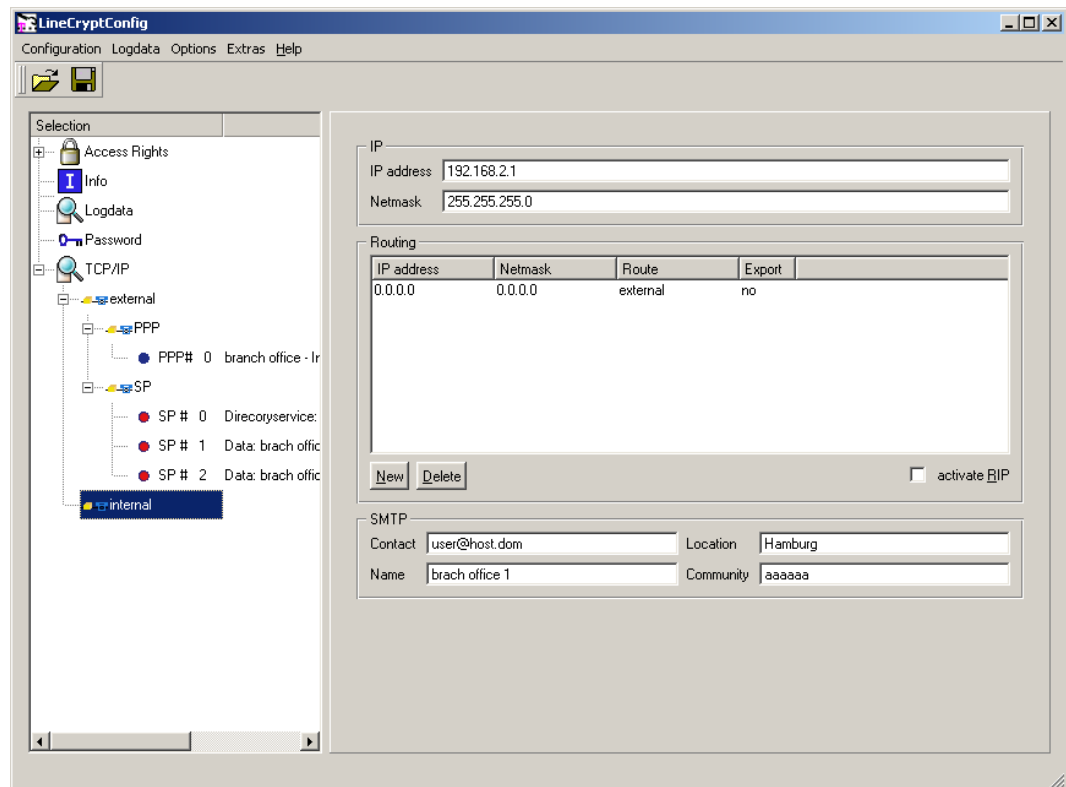 LineCryptConfig
Configuration Logdata Options Extras Help
Selection
Access Rights
I Info
Logdata
Password
TCP/IP
external
PPP
PPP# 0 branch office - In
SP
SP # 0 Direcoryservice:
SP # 1 Data: brach offic
SP # 2 Data: brach offic
internal
IP
IP address 192.168.2.1
Netmask 255.255.255.0
Routing
IP address Netmask Route Export
0.0.0.0 0.0.0.0 external no
New Delete activate RIP
SMTP
Contact user@host.dom Location Hamburg
Name brach office 1 Community aaaaaa